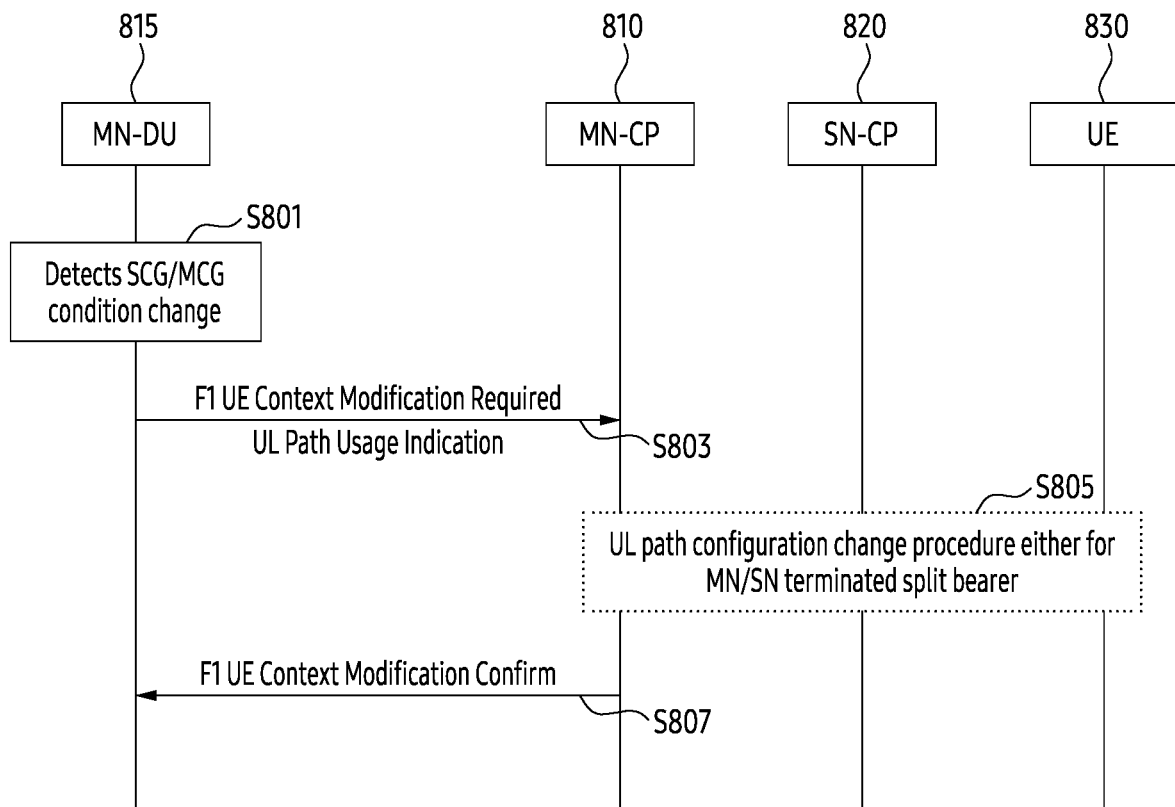 815
810
820
830
MN-DU
MN-CP
SN-CP
UE
S801
Detects SCG/MCG
condition change
F1 UE Context Modification Required
UL Path Usage Indication
S803
S805
UL path configuration change procedure either for
MN/SN terminated split bearer
F1 UE Context Modification Confirm
S807